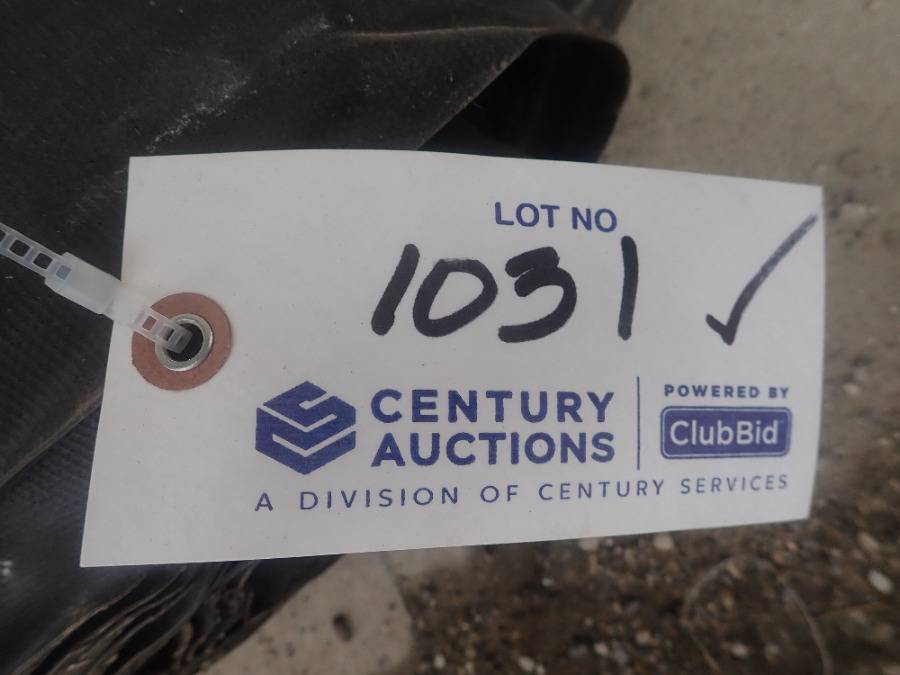 LOT NO
1031 ✓
CENTURY
AUCTIONS
POWERED BY
ClubBid
A DIVISION OF CENTURY SERVICES